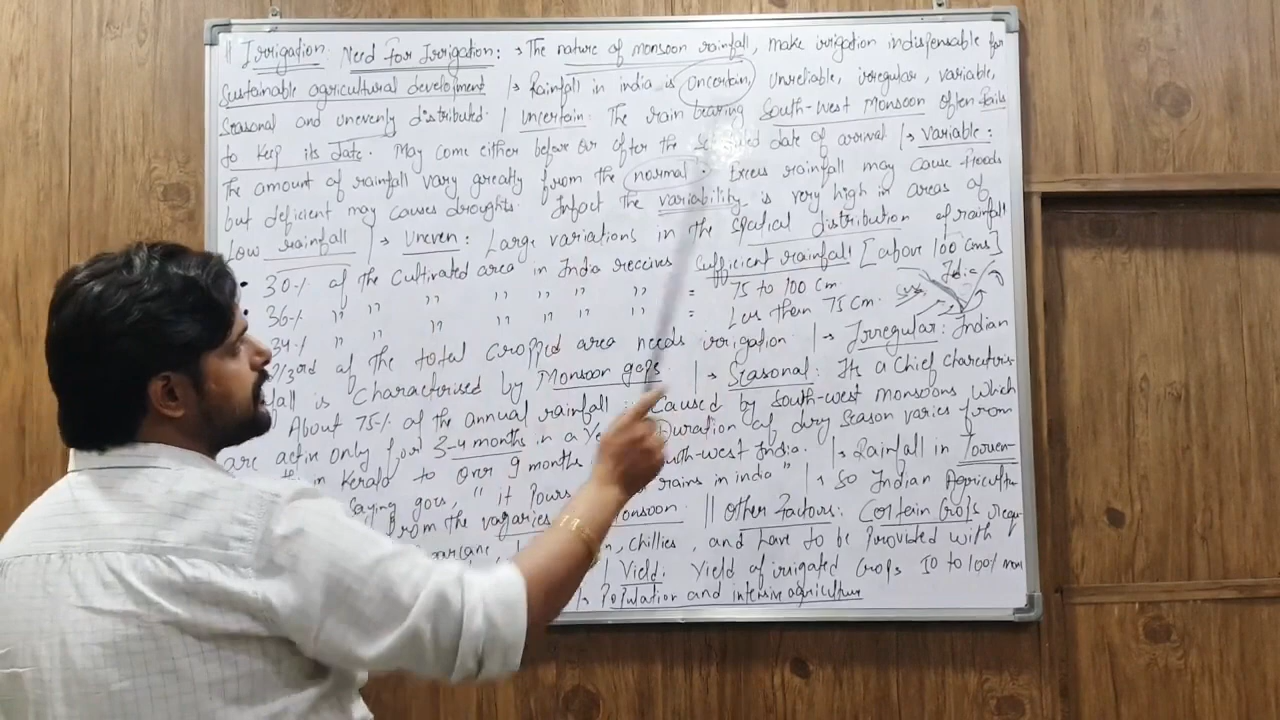 # Irrigation: Need For Irrigation: → The nature of monsoon rainfall, make irrigation indispensable for
Sustainable agricultural development |→ Rainfall in india is Uncertain, Unreliable, irregular, variable,
Seasonal and unevenly distributed. | Uncertain: The rain bearing South-West Monsoon often fails
to keep its date. May come either before or after the date of arrival |→ Variable:
The amount of rainfall vary greatly from the normal. Excess rainfall may cause floods
but deficient may causes droughts. Infact the variability is very high in areas of
Low rainfall |→ Uneven: Large variations in the spatial distribution of rainfall
30% of the Cultivated area in India receives Sufficient rainfall [above 100 cms]
36% " " " " " " " = 75 to 100 Cm. India
34% " " " " " " " = Less them 75 Cm.
2/3rd of the total Cropped area needs irrigation |→ Irregular: Indian
is Characterised by Monsoon gaps. |→ Seasonal: Its a Chief
About 75% of the annual rainfall is Caused by South-west monsoons which
are active only for 3-4 months in a Duration of dry Season varies from
in Kerala to Over 9 months India. |→ Rainfall in Torren-
Saying goes, "it Pours rains in india" |→ So Indian
From the vagaries Monsoon || Other Factors: Certain Crops
chillies, and have to be Provided with
| Yield: Yield of irrigated Crops 50 to 100% more
|→ Population and intensive agriculture